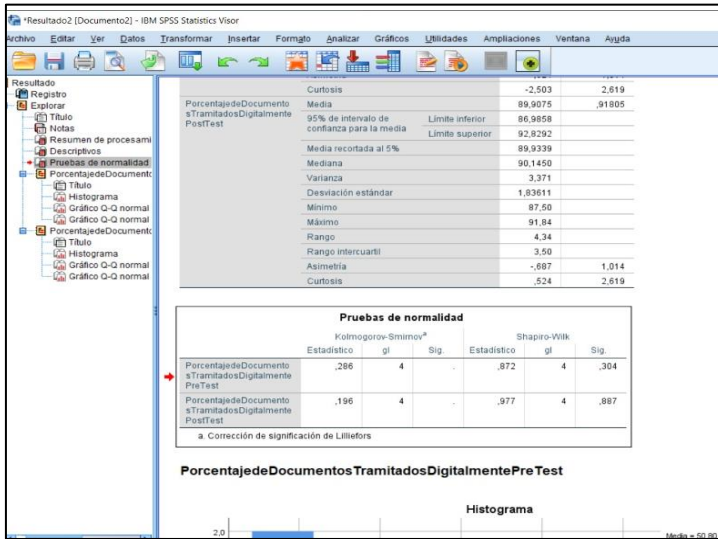 *Resultado2 [Documento2] - IBM SPSS Statistics Visor
Archivo Editar Ver Datos Transformar Insertar Formato Analizar Gráficos Utilidades Ampliaciones Ventana Ayuda
Resultado
Registro
Explorar
Título
Notas
Resumen de procesami
Descriptivos
Pruebas de normalidad
PorcentajedeDocumento
Título
Histograma
Gráfico Q-Q normal
Gráfico Q-Q normal
PorcentajedeDocumento
Título
Histograma
Gráfico Q-Q normal
Gráfico Q-Q normal
Curtosis -2,503 2,619
PorcentajedeDocumento
sTramitadosDigitalmente
PostTest
Media 89,9075 ,91805
95% de intervalo de
confianza para la media
Límite inferior 86,9858
Límite superior 92,8292
Media recortada al 5% 89,9339
Mediana 90,1450
Varianza 3,371
Desviación estándar 1,83611
Mínimo 87,50
Máximo 91,84
Rango 4,34
Rango intercuartil 3,50
Asimetría -,687 1,014
Curtosis ,524 2,619
Pruebas de normalidad
Kolmogorov-Smirnovª Shapiro-Wilk
Estadístico gl Sig. Estadístico gl Sig.
PorcentajedeDocumento
sTramitadosDigitalmente
PreTest
,286 4 . ,872 4 ,304
PorcentajedeDocumento
sTramitadosDigitalmente
PostTest
,196 4 . ,977 4 ,887
a. Corrección de significación de Lilliefors
PorcentajedeDocumentosTramitadosDigitalmentePreTest
Histograma
2,0
Media = 50,80